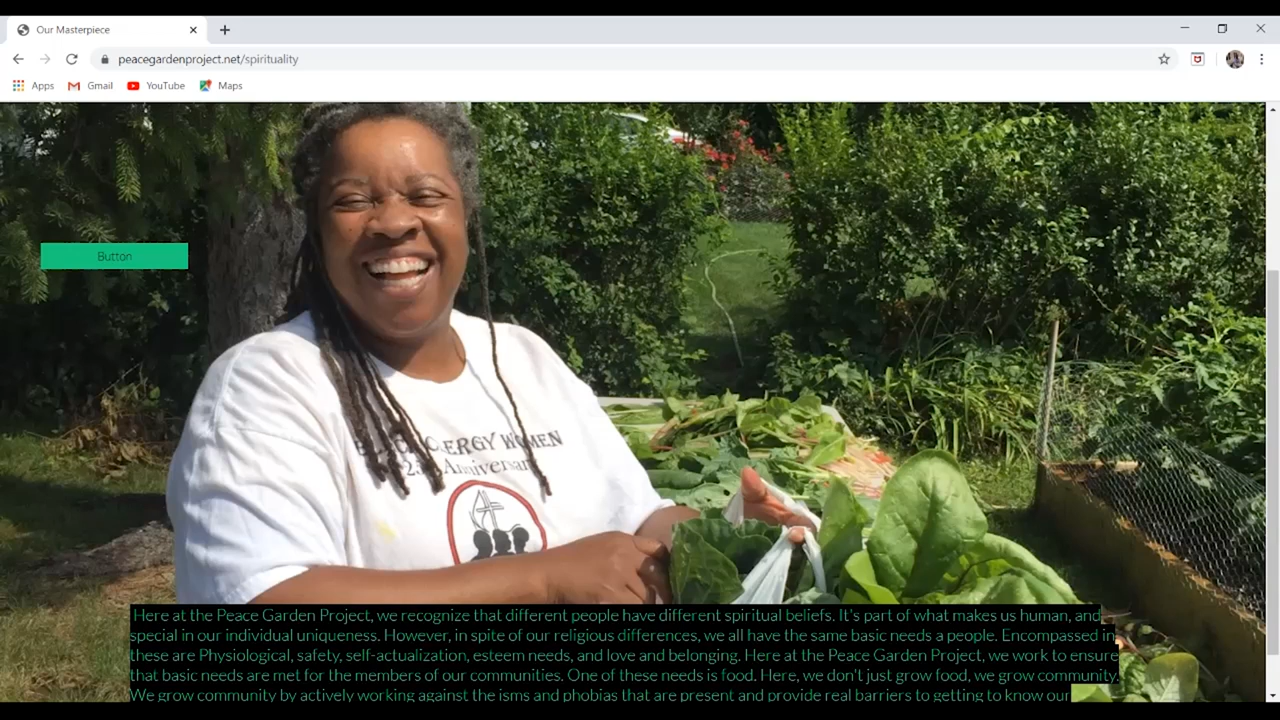 Our Masterpiece
peacegardenproject.net/spirituality
Apps Gmail YouTube Maps
Button
CLERGY WOMEN
Anniversary
Here at the Peace Garden Project, we recognize that different people have different spiritual beliefs. It's part of what makes us human, and
special in our individual uniqueness. However, in spite of our religious differences, we all have the same basic needs a people. Encompassed in
these are Physiological, safety, self-actualization, esteem needs, and love and belonging. Here at the Peace Garden Project, we work to ensure
that basic needs are met for the members of our communities. One of these needs is food. Here, we don't just grow food, we grow community.
We grow community by actively working against the isms and phobias that are present and provide real barriers to getting to know our